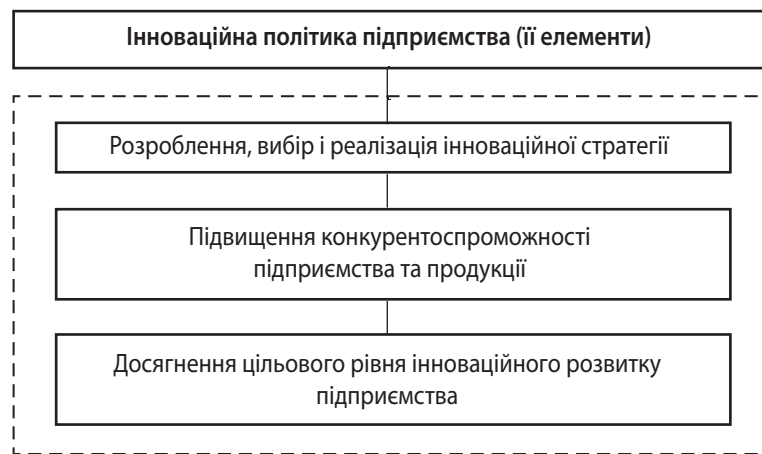 Інноваційна політика підприємства (її елементи)
Розроблення, вибір і реалізація інноваційної стратегії
Підвищення конкурентоспроможності
підприємства та продукції
Досягнення цільового рівня інноваційного розвитку
підприємства